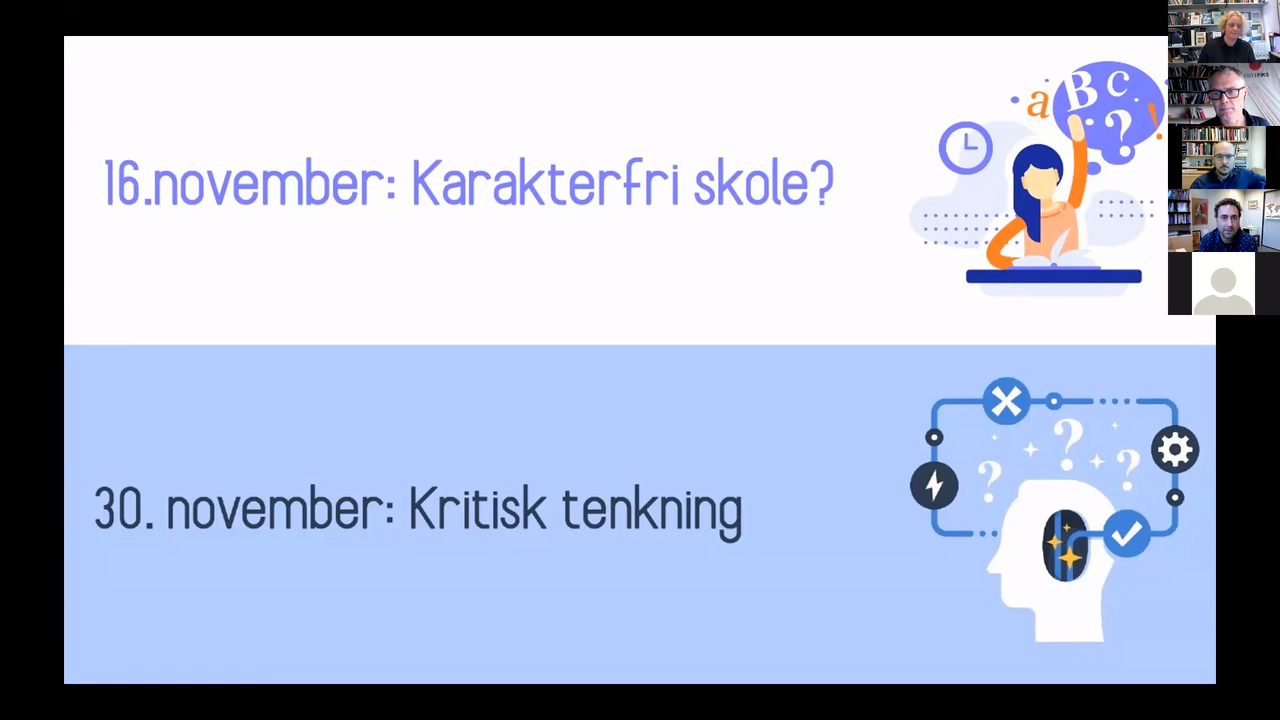 16.november: Karakterfri skole?
a B C . ? !
30. november: Kritisk tenkning
? ? ?